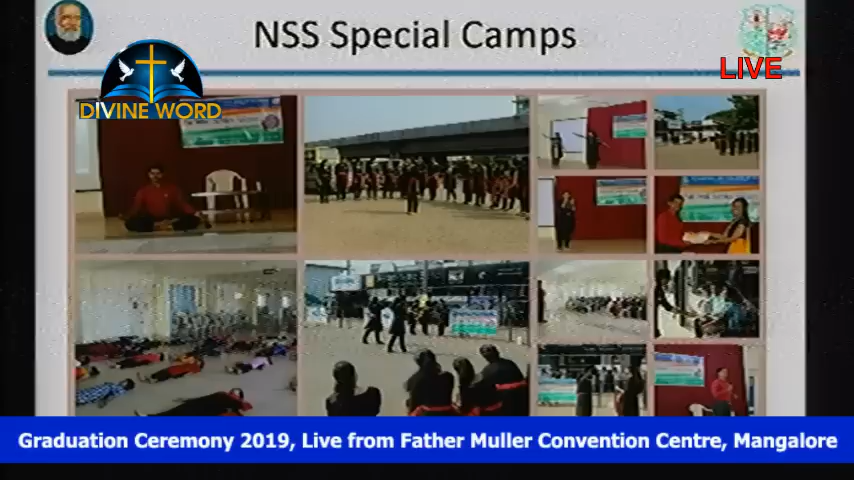 NSS Special Camps
LIVE
DIVINE WORD
Graduation Ceremony 2019, Live from Father Muller Convention Centre, Mangalore